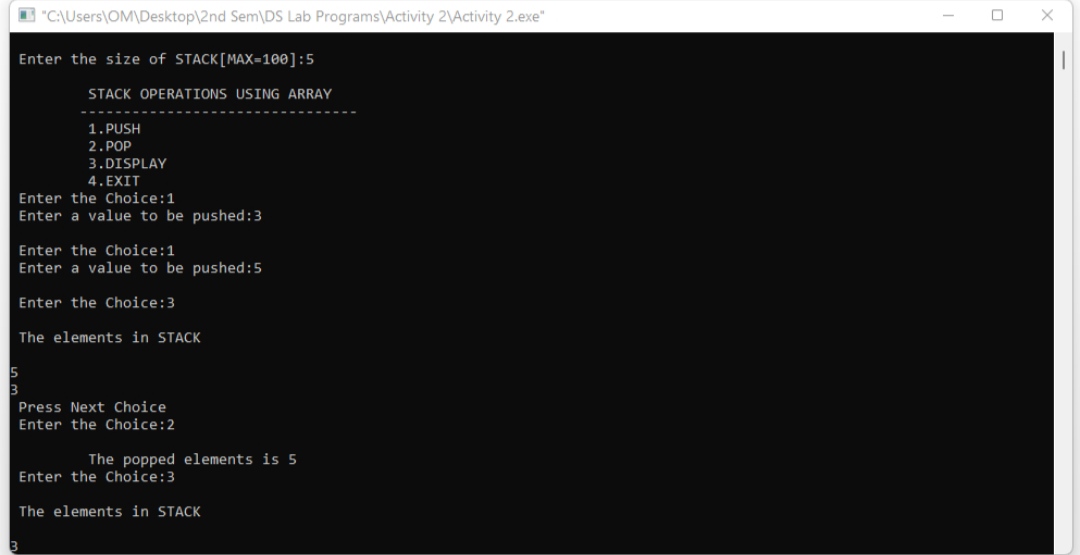 "C:\Users\OM\Desktop\2nd Sem\DS Lab Programs\Activity 2\Activity 2.exe"
Enter the size of STACK[MAX=100]:5
STACK OPERATIONS USING ARRAY
--------------------------------
1.PUSH
2.POP
3.DISPLAY
4.EXIT
Enter the Choice:1
Enter a value to be pushed:3
Enter the Choice:1
Enter a value to be pushed:5
Enter the Choice:3
The elements in STACK
5
3
Press Next Choice
Enter the Choice:2
The popped elements is 5
Enter the Choice:3
The elements in STACK
3